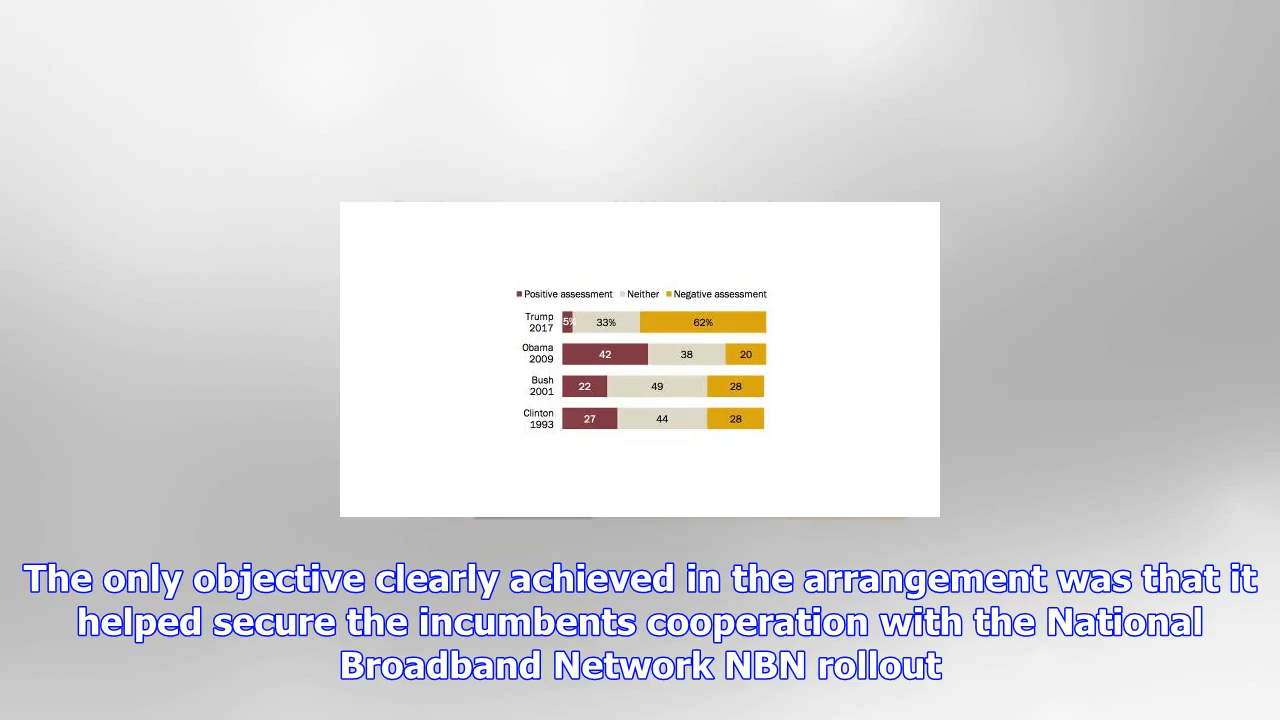 Positive assessment Neither Negative assessment
Trump
2017
5% 33% 62%
Obama
2009
42 38 20
Bush
2001
22 49 28
Clinton
1993
27 44 28
The only objective clearly achieved in the arrangement was that it
helped secure the incumbents cooperation with the National
Broadband Network NBN rollout